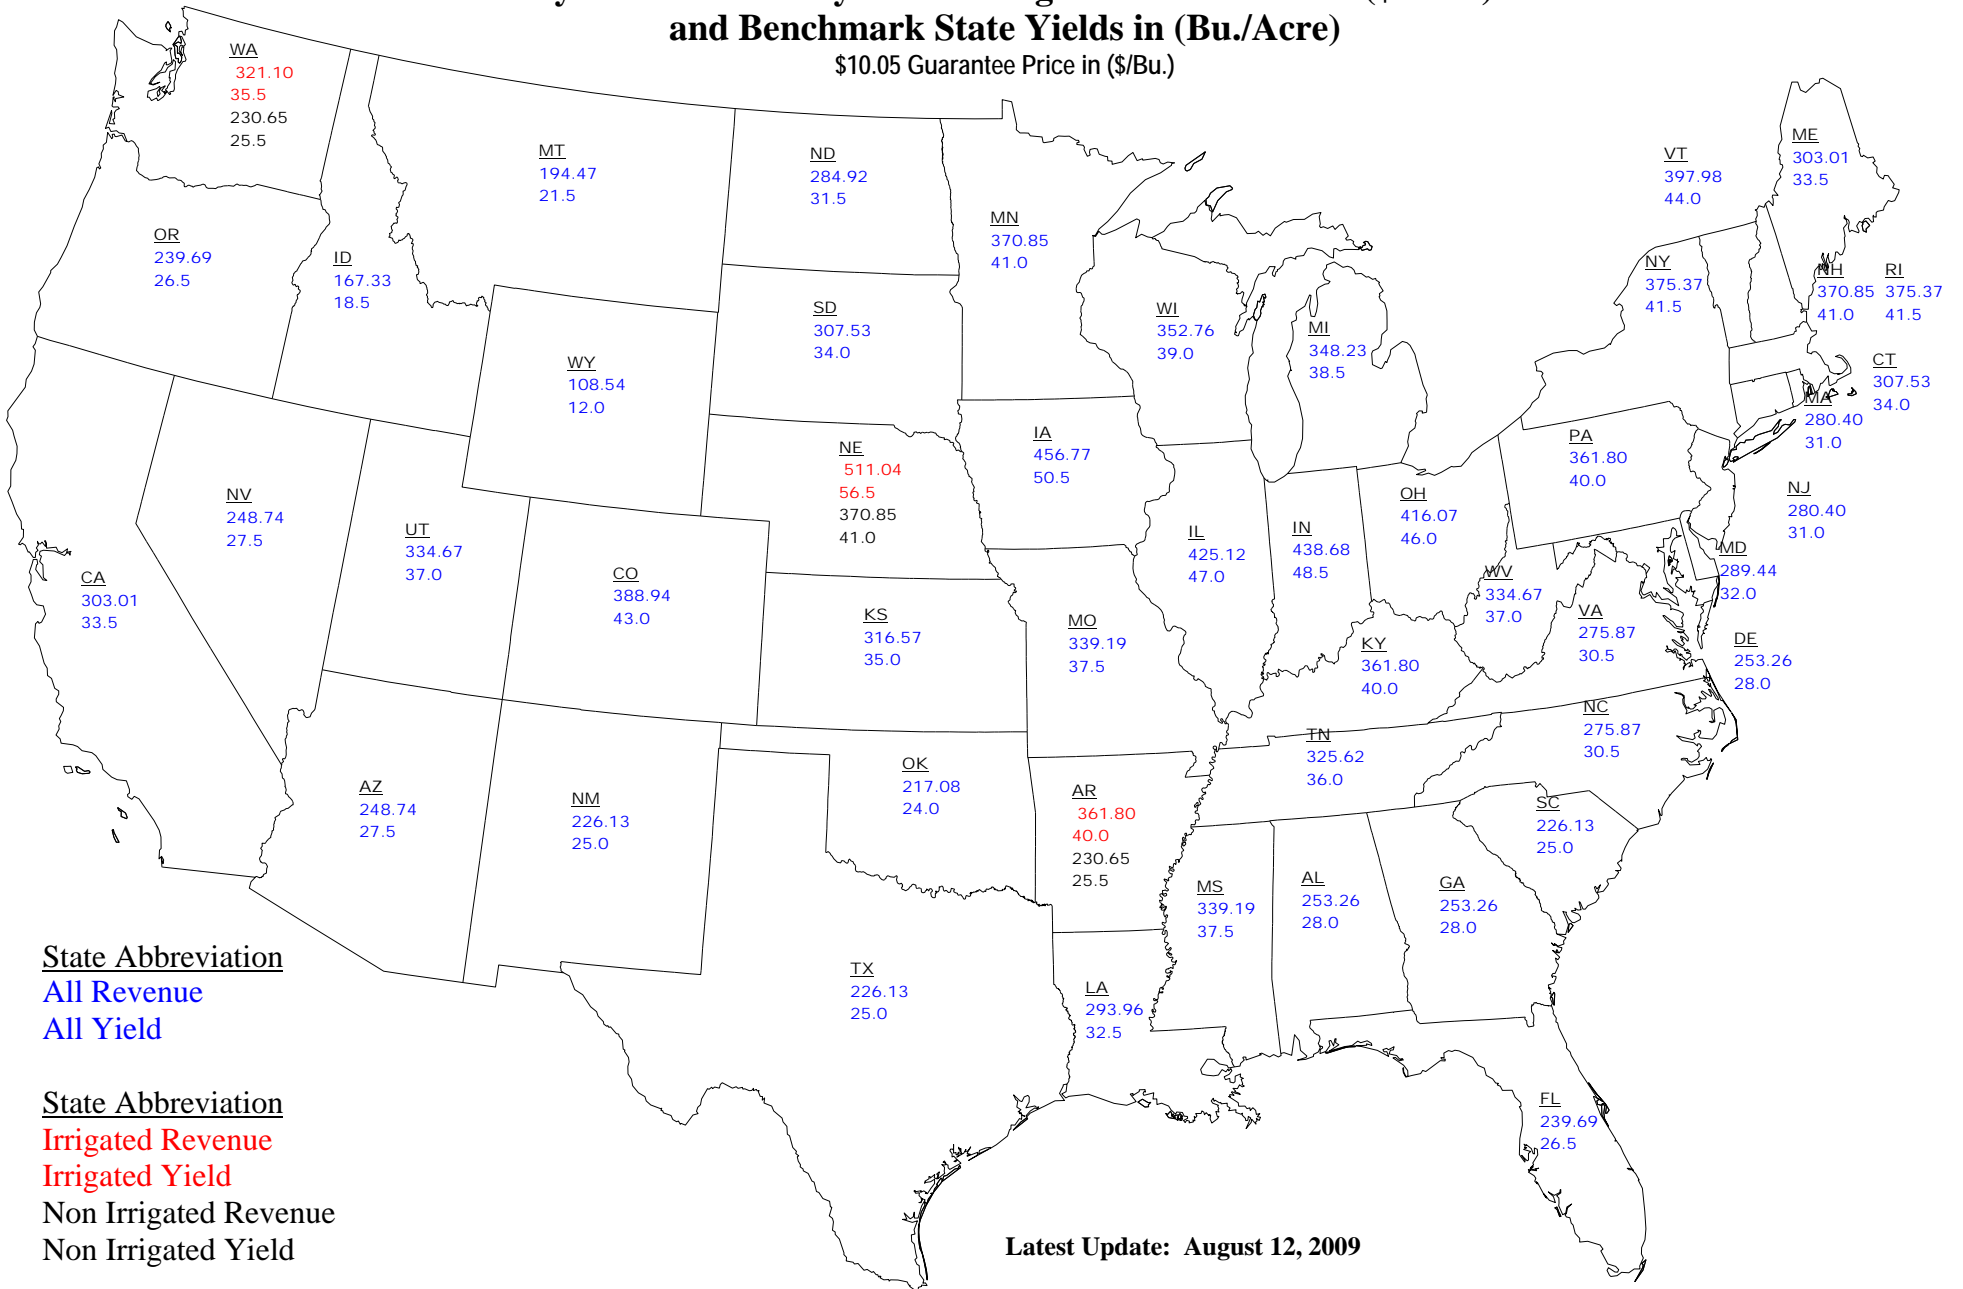 and Benchmark State Yields in (Bu./Acre)
$10.05 Guarantee Price in ($/Bu.)
WA
321.10
35.5
230.65
25.5
MT
194.47
21.5
ND
284.92
31.5
MN
370.85
41.0
VT
397.98
44.0
ME
303.01
33.5
OR
239.69
26.5
ID
167.33
18.5
SD
307.53
34.0
WI
352.76
39.0
MI
348.23
38.5
NY
375.37
41.5
NH
370.85
41.0
RI
375.37
41.5
WY
108.54
12.0
CT
307.53
34.0
MA
280.40
31.0
NE
511.04
56.5
370.85
41.0
IA
456.77
50.5
PA
361.80
40.0
NV
248.74
27.5
UT
334.67
37.0
IL
425.12
47.0
IN
438.68
48.5
OH
416.07
46.0
NJ
280.40
31.0
CA
303.01
33.5
CO
388.94
43.0
KS
316.57
35.0
MO
339.19
37.5
KY
361.80
40.0
WV
334.67
37.0
VA
275.87
30.5
MD
289.44
32.0
DE
253.26
28.0
AZ
248.74
27.5
NM
226.13
25.0
OK
217.08
24.0
AR
361.80
40.0
230.65
25.5
TN
325.62
36.0
NC
275.87
30.5
SC
226.13
25.0
MS
339.19
37.5
AL
253.26
28.0
GA
253.26
28.0
TX
226.13
25.0
LA
293.96
32.5
FL
239.69
26.5
State Abbreviation
All Revenue
All Yield
State Abbreviation
Irrigated Revenue
Irrigated Yield
Non Irrigated Revenue
Non Irrigated Yield
Latest Update: August 12, 2009